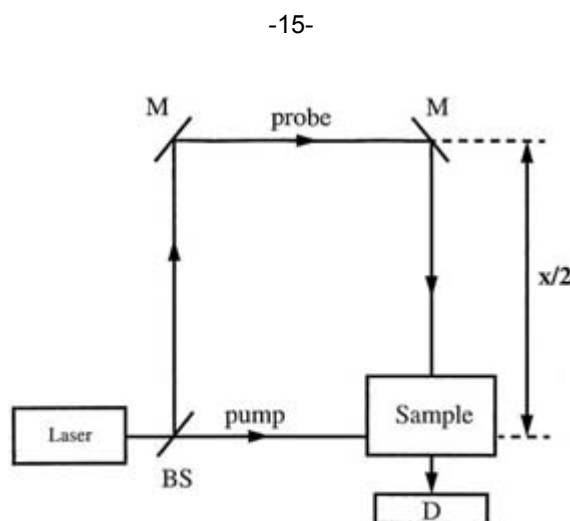 -15-
M
M
probe
x/2
Laser
pump
Sample
BS
D